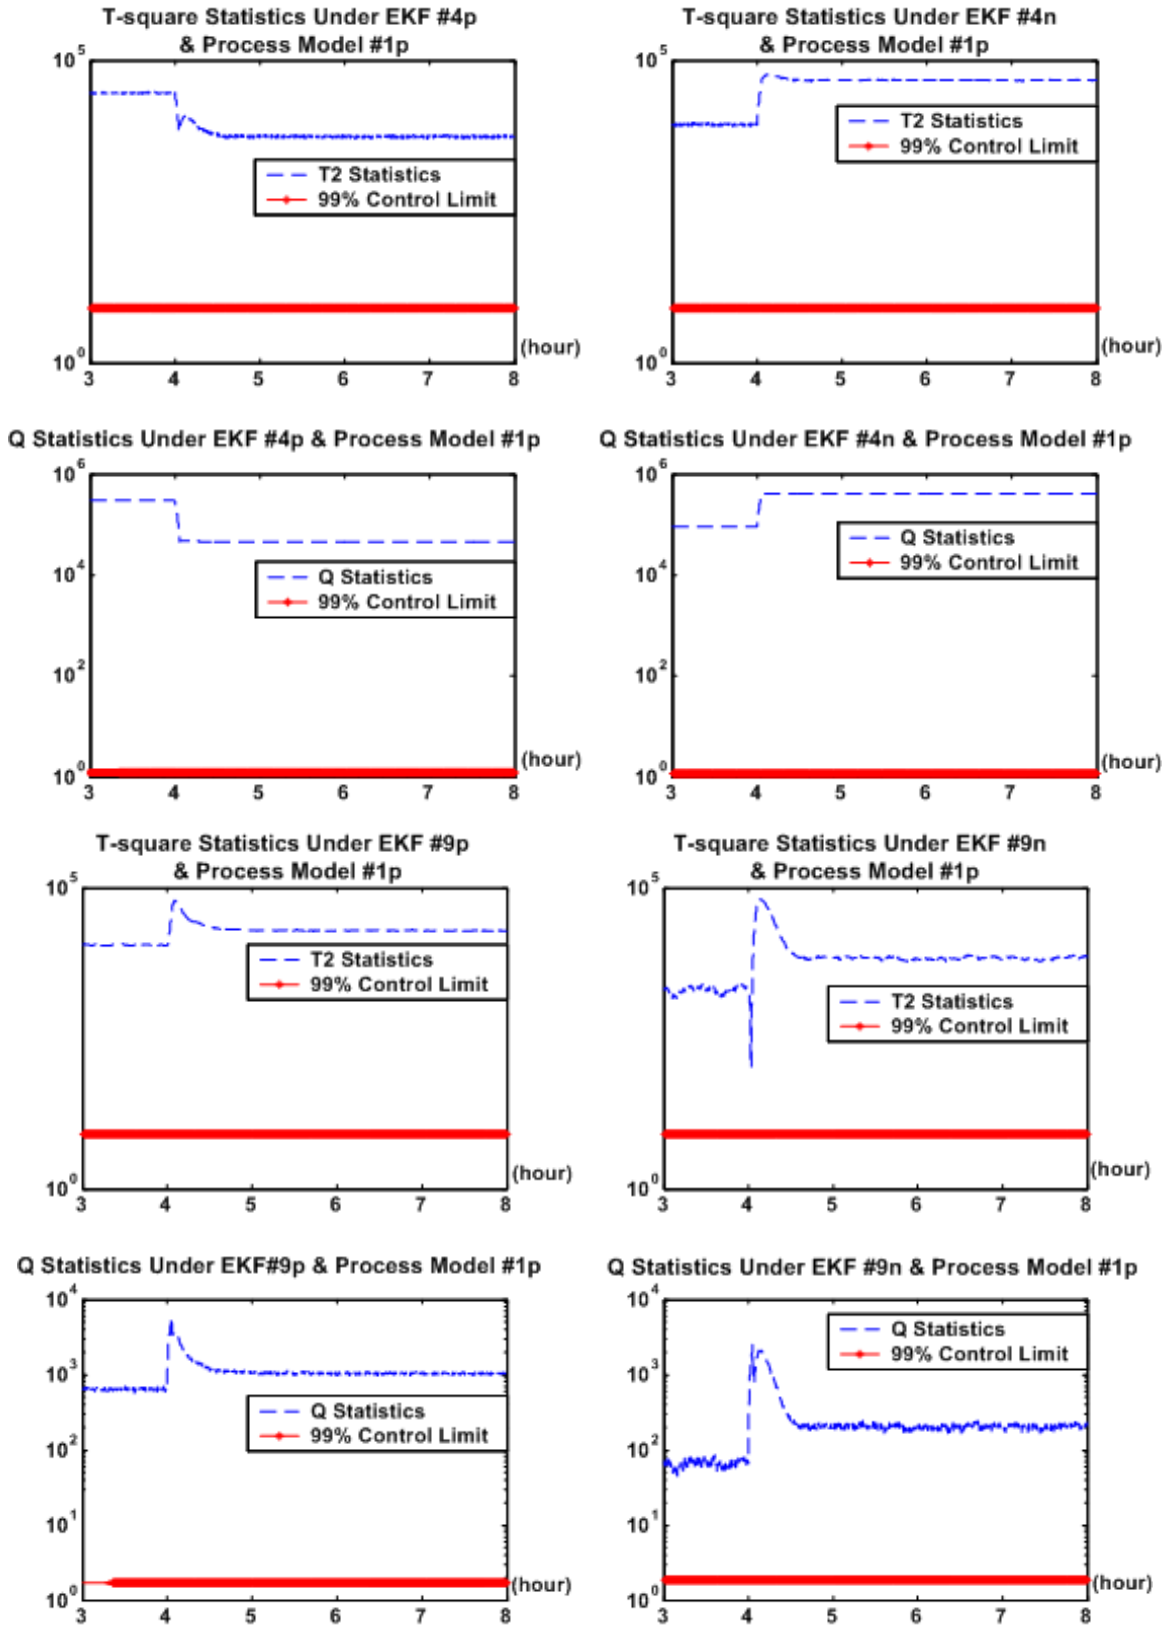 T-square Statistics Under EKF #4p
& Process Model #1p
10^5
T2 Statistics
99% Control Limit
10^0
(hour)
3 4 5 6 7 8
T-square Statistics Under EKF #4n
& Process Model #1p
10^5
T2 Statistics
99% Control Limit
10^0
(hour)
3 4 5 6 7 8
Q Statistics Under EKF #4p & Process Model #1p
10^6
10^4
Q Statistics
99% Control Limit
10^2
10^0
(hour)
3 4 5 6 7 8
Q Statistics Under EKF #4n & Process Model #1p
10^6
Q Statistics
99% Control Limit
10^4
10^2
10^0
(hour)
3 4 5 6 7 8
T-square Statistics Under EKF #9p
& Process Model #1p
10^5
T2 Statistics
99% Control Limit
10^0
(hour)
3 4 5 6 7 8
T-square Statistics Under EKF #9n
& Process Model #1p
10^5
T2 Statistics
99% Control Limit
10^0
(hour)
3 4 5 6 7 8
Q Statistics Under EKF#9p & Process Model #1p
10^4
10^3
Q Statistics
99% Control Limit
10^2
10^1
10^0
(hour)
3 4 5 6 7 8
Q Statistics Under EKF #9n & Process Model #1p
10^4
Q Statistics
99% Control Limit
10^3
10^2
10^1
10^0
(hour)
3 4 5 6 7 8